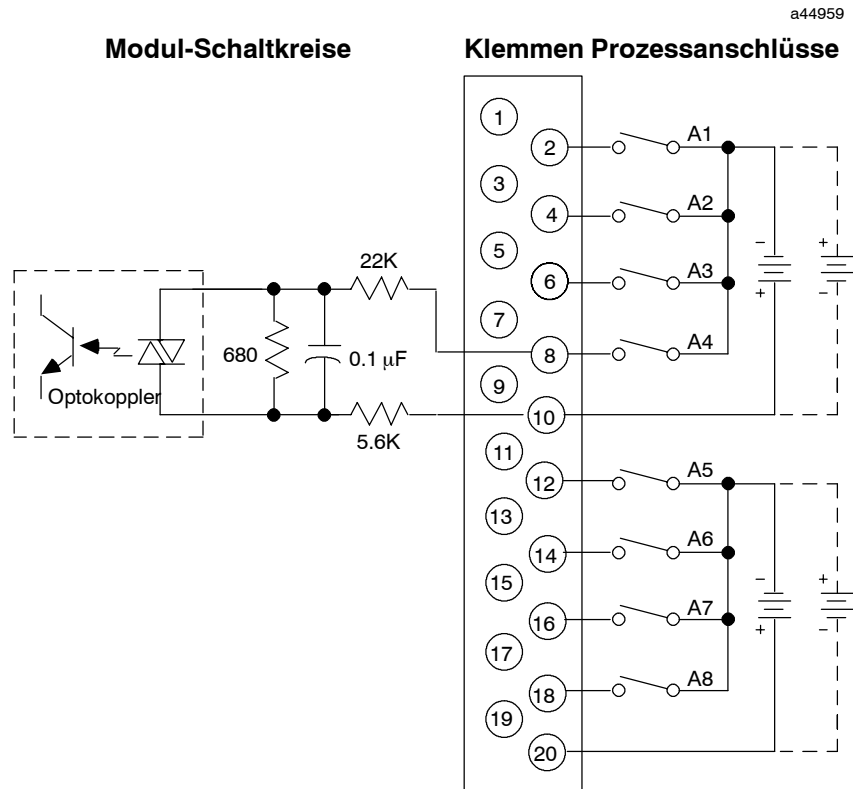 a44959
Modul-Schaltkreise
Klemmen Prozessanschlüsse
1
2
A1
3
4
A2
5
6
A3
7
8
A4
9
10
11
12
A5
13
14
A6
15
16
A7
17
18
A8
19
20
22K
680
0.1 µF
Optokoppler
5.6K
- +
+ -
- +
+ -